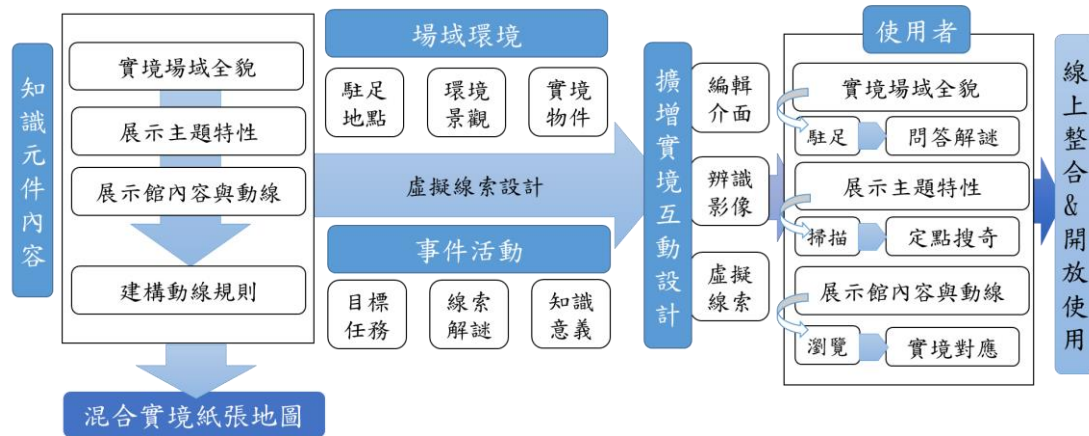 知識元件內容
實境場域全貌
展示主題特性
展示館內容與動線
建構動線規則
混合實境紙張地圖
場域環境
駐足
地點
環境
景觀
實境
物件
虛擬線索設計
事件活動
目標
任務
線索
解謎
知識
意義
擴增實境互動設計
編輯
介面
辨識
影像
虛擬
線索
使用者
實境場域全貌
駐足
問答解謎
展示主題特性
掃描
定點搜奇
展示館內容與動線
瀏覽
實境對應
線上整合&開放使用